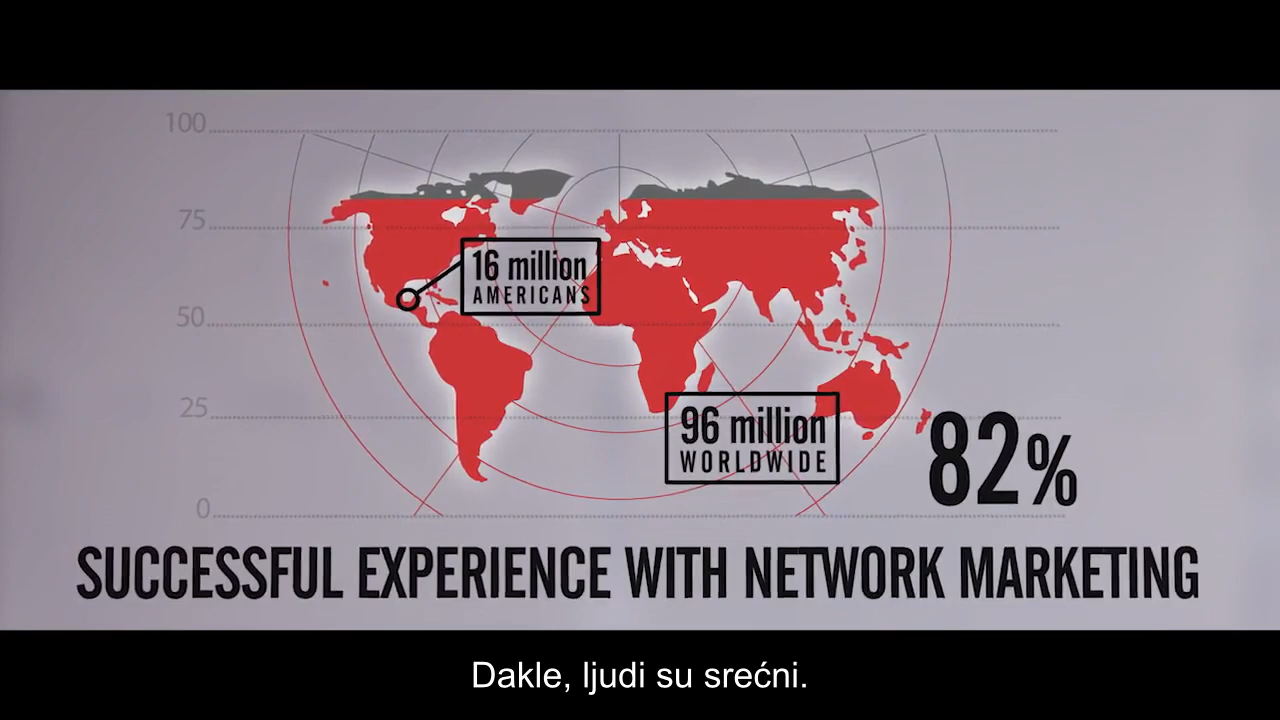 100
75
16 million
AMERICANS
50
25
96 million
WORLDWIDE
82%
0
SUCCESSFUL EXPERIENCE WITH NETWORK MARKETING
Dakle, ljudi su srećni.